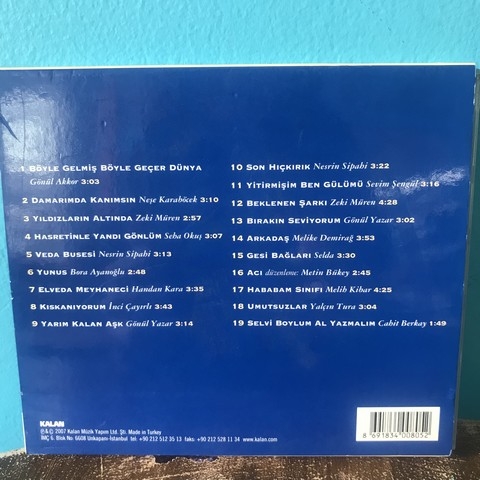 1 BÖYLE GELMİŞ BÖYLE GEÇER DÜNYA
Gönül Akkor 3:03
2 DAMARIMDA KANIMSIN Neşe Karaböcek 3:10
3 YILDIZLARIN ALTINDA Zeki Müren 2:57
4 HASRETİNLE YANDI GÖNLÜM Seha Okuş 3:07
5 VEDA BUSESİ Nesrin Sipahi 3:13
6 YUNUS Bora Ayanoğlu 2:48
7 ELVEDA MEYHANECİ Handan Kara 3:35
8 KISKANIYORUM İnci Çayırlı 3:43
9 YARIM KALAN AŞK Gönül Yazar 3:14
10 SON HIÇKIRIK Nesrin Sipahi 3:22
11 YİTİRMİŞİM BEN GÜLÜMÜ Sevim Şengül 3:16
12 BEKLENEN ŞARKI Zeki Müren 4:28
13 BIRAKIN SEVİYORUM Gönül Yazar 3:02
14 ARKADAŞ Melike Demirağ 3:53
15 GESİ BAĞLARI Selda 3:30
16 ACI düzenleme: Metin Bükey 2:45
17 HABABAM SINIFI Melih Kibar 4:25
18 UMUTSUZLAR Yalçın Tura 3:04
19 SELVİ BOYLUM AL YAZMALIM Cahit Berkay 1:49
KALAN
℗ & © 2007 Kalan Müzik Yapım Ltd. Şti. Made in Turkey
İMÇ 6. Blok No: 6608 Unkapanı-İstanbul tel: +90 212 512 35 13 faks: +90 212 528 11 34 www.kalan.com
8 691834 008052